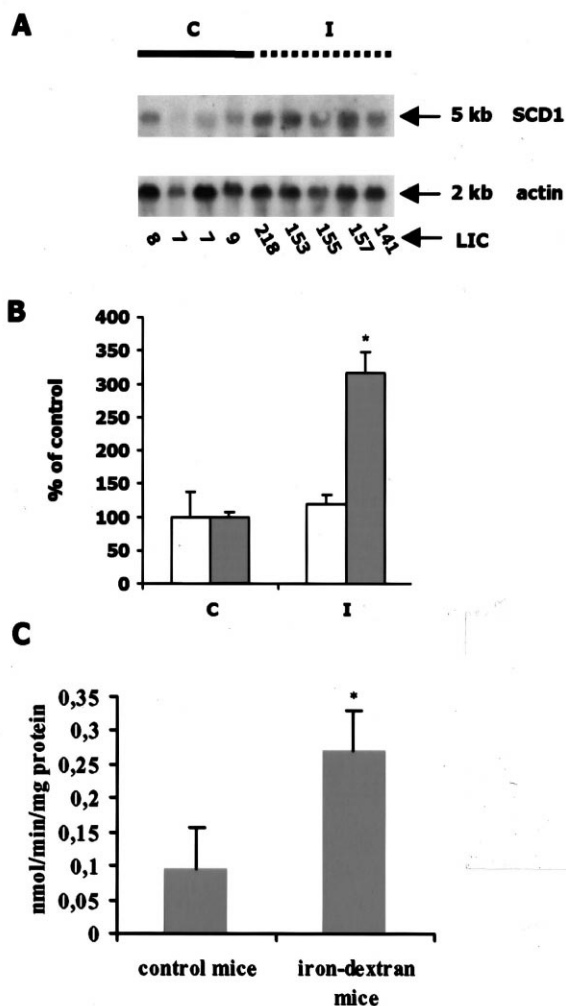 A
C I
5 kb SCD1
2 kb actin
8 7 7 9 218 153 155 157 141 LIC
B
% of control
400
350
300
250
200
150
100
50
0
*
C I
C
nmol/min/mg protein
0,35
0,3
0,25
0,2
0,15
0,1
0,05
0
*
control mice iron-dextran
mice